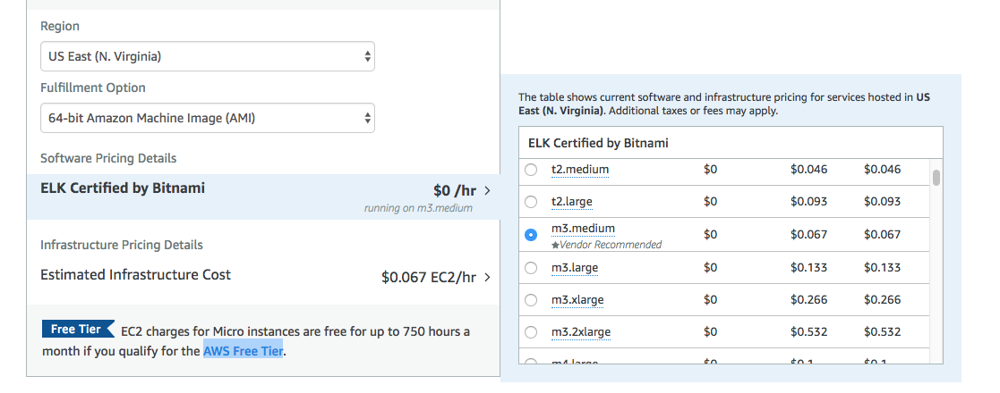 Region
US East (N. Virginia)
Fulfillment Option
64-bit Amazon Machine Image (AMI)
Software Pricing Details
ELK Certified by Bitnami
$0 /hr >
running on m3.medium
Infrastructure Pricing Details
Estimated Infrastructure Cost
$0.067 EC2/hr >
Free Tier EC2 charges for Micro instances are free for up to 750 hours a
month if you qualify for the AWS Free Tier.
The table shows current software and infrastructure pricing for services hosted in US
East (N. Virginia). Additional taxes or fees may apply.
ELK Certified by Bitnami
t2.medium $0 $0.046 $0.046
t2.large $0 $0.093 $0.093
m3.medium $0 $0.067 $0.067
★Vendor Recommended
m3.large $0 $0.133 $0.133
m3.xlarge $0 $0.266 $0.266
m3.2xlarge $0 $0.532 $0.532
m4.large $0 $0.1 $0.1